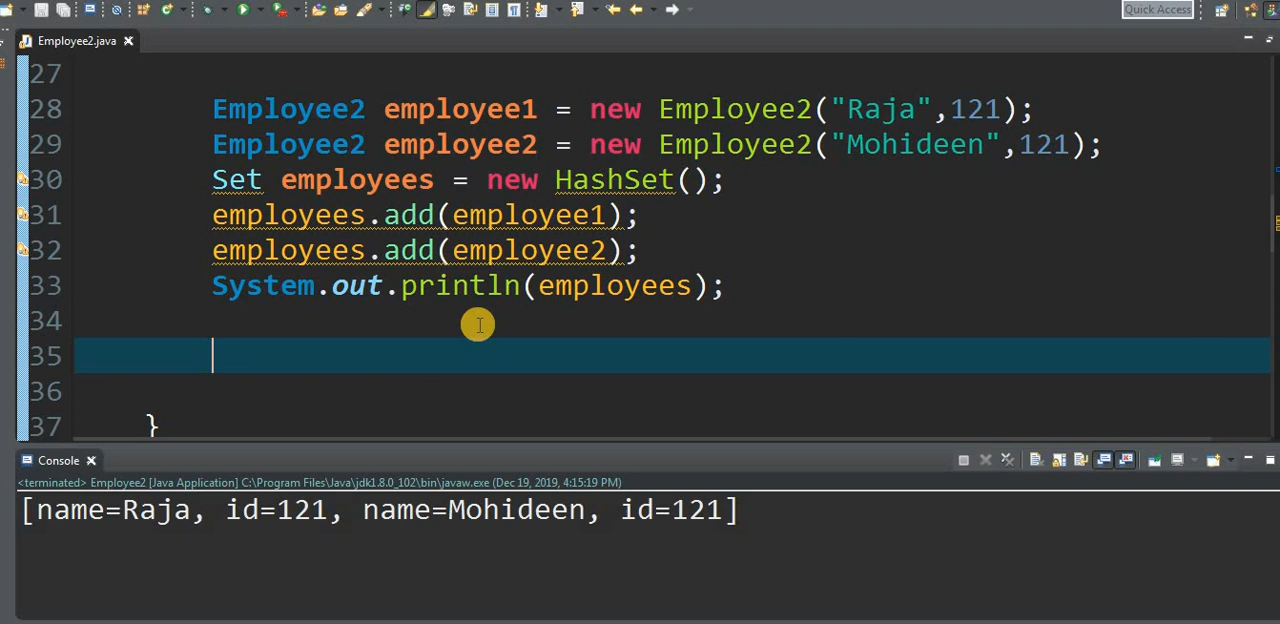 Quick Access
Employee2.java
27
28 Employee2 employee1 = new Employee2("Raja",121);
29 Employee2 employee2 = new Employee2("Mohideen",121);
30 Set employees = new HashSet();
31 employees.add(employee1);
32 employees.add(employee2);
33 System.out.println(employees);
34
35
36
37 }
Console
<terminated> Employee2 [Java Application] C:\Program Files\Java\jdk1.8.0_102\bin\javaw.exe (Dec 19, 2019, 4:15:19 PM)
[name=Raja, id=121, name=Mohideen, id=121]